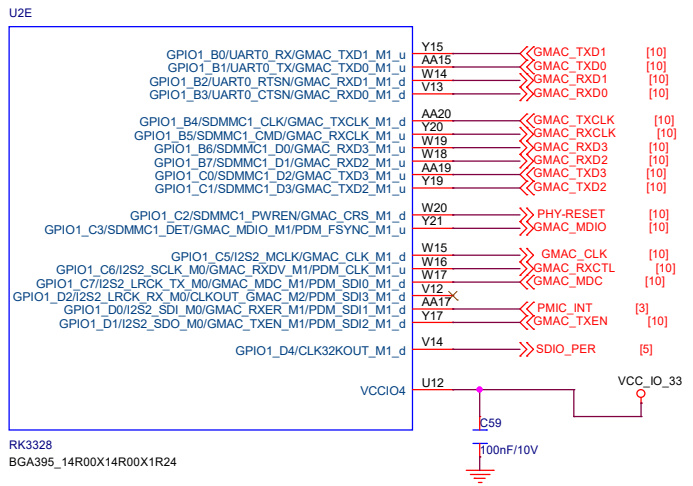 U2E
GPIO1_B0/UART0_RX/GMAC_TXD1_M1_u Y15 GMAC_TXD1 [10]
GPIO1_B1/UART0_TX/GMAC_TXD0_M1_u AA15 GMAC_TXD0 [10]
GPIO1_B2/UART0_RTSN/GMAC_RXD1_M1_d W14 GMAC_RXD1 [10]
GPIO1_B3/UART0_CTSN/GMAC_RXD0_M1_d V13 GMAC_RXD0 [10]
GPIO1_B4/SDMMC1_CLK/GMAC_TXCLK_M1_d AA20 GMAC_TXCLK [10]
GPIO1_B5/SDMMC1_CMD/GMAC_RXCLK_M1_u Y20 GMAC_RXCLK [10]
GPIO1_B6/SDMMC1_D0/GMAC_RXD3_M1_u W19 GMAC_RXD3 [10]
GPIO1_B7/SDMMC1_D1/GMAC_RXD2_M1_u W18 GMAC_RXD2 [10]
GPIO1_C0/SDMMC1_D2/GMAC_TXD3_M1_u AA19 GMAC_TXD3 [10]
GPIO1_C1/SDMMC1_D3/GMAC_TXD2_M1_u Y19 GMAC_TXD2 [10]
GPIO1_C2/SDMMC1_PWREN/GMAC_CRS_M1_d W20 PHY-RESET [10]
GPIO1_C3/SDMMC1_DET/GMAC_MDIO_M1/PDM_FSYNC_M1_u Y21 GMAC_MDIO [10]
GPIO1_C5/I2S2_MCLK/GMAC_CLK_M1_d W15 GMAC_CLK [10]
GPIO1_C6/I2S2_SCLK_M0/GMAC_RXDV_M1/PDM_CLK_M1_u W16 GMAC_RXCTL [10]
GPIO1_C7/I2S2_LRCK_TX_M0/GMAC_MDC_M1/PDM_SDI0_M1_d W17 GMAC_MDC [10]
GPIO1_D2/I2S2_LRCK_RX_M0/CLKOUT_GMAC_M2/PDM_SDI3_M1_d V12
GPIO1_D0/I2S2_SDI_M0/GMAC_RXER_M1/PDM_SDI1_M1_d AA17 PMIC_INT [3]
GPIO1_D1/I2S2_SDO_M0/GMAC_TXEN_M1/PDM_SDI2_M1_d Y17 GMAC_TXEN [10]
GPIO1_D4/CLK32KOUT_M1_d V14 SDIO_PER [5]
VCCIO4 U12 VCC_IO_33
C59
100nF/10V
RK3328
BGA395_14R00X14R00X1R24